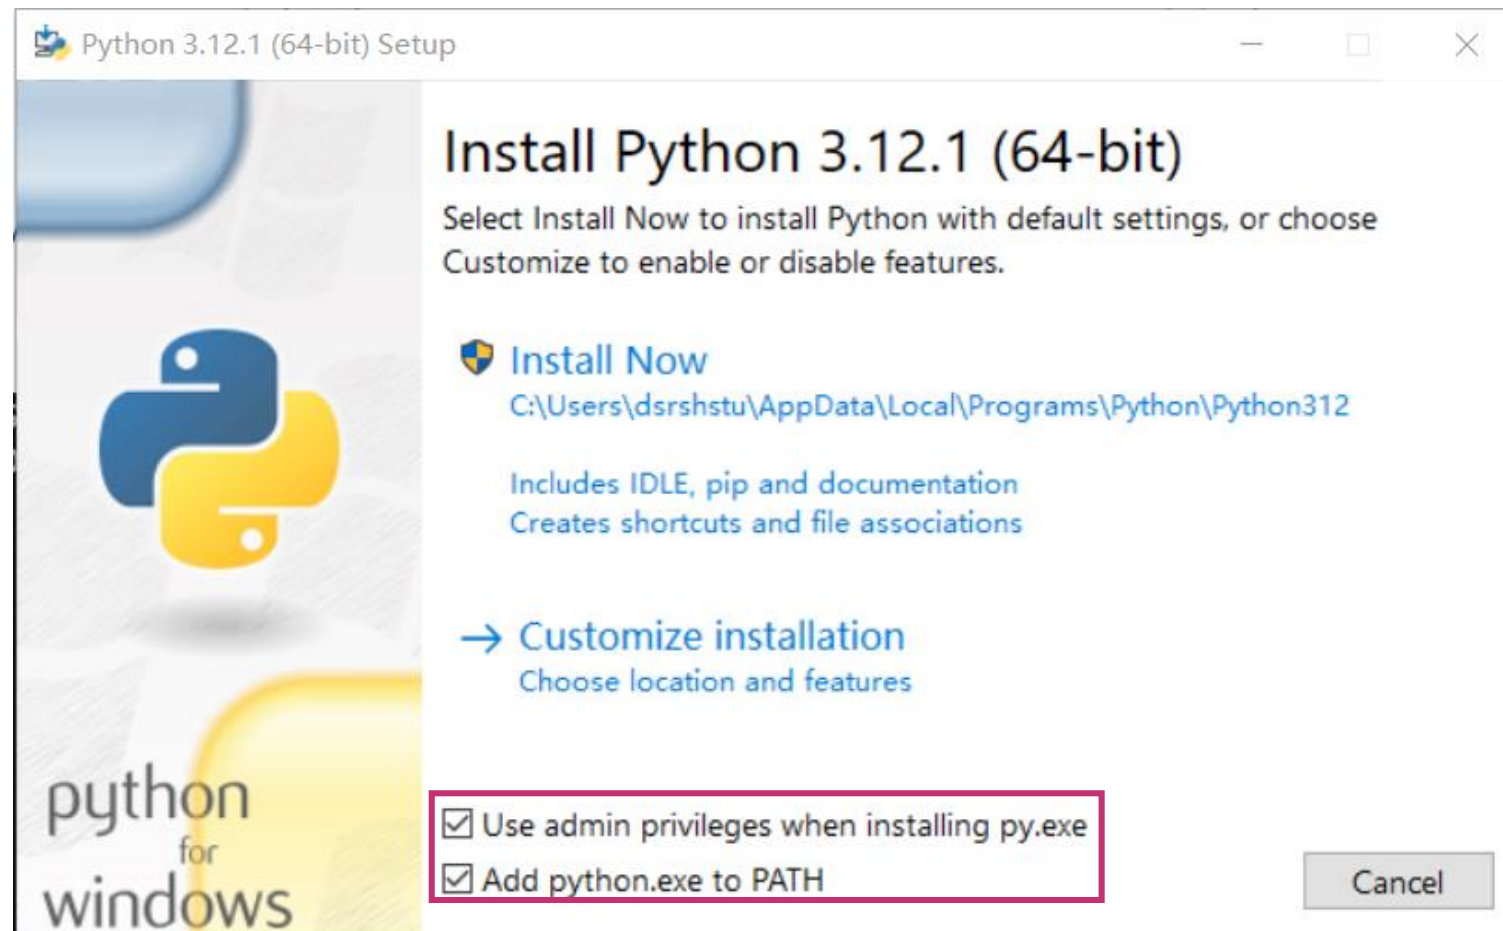 Python 3.12.1 (64-bit) Setup
Install Python 3.12.1 (64-bit)
Select Install Now to install Python with default settings, or choose
Customize to enable or disable features.
Install Now
C:\Users\dsrshstu\AppData\Local\Programs\Python\Python312
Includes IDLE, pip and documentation
Creates shortcuts and file associations
Customize installation
Choose location and features
python
for
windows
Use admin privileges when installing py.exe
Add python.exe to PATH
Cancel